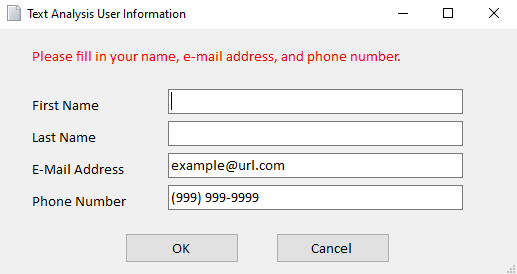 Text Analysis User Information
Please fill in your name, e-mail address, and phone number.
First Name
Last Name
E-Mail Address example@url.com
Phone Number (999) 999-9999
OK Cancel